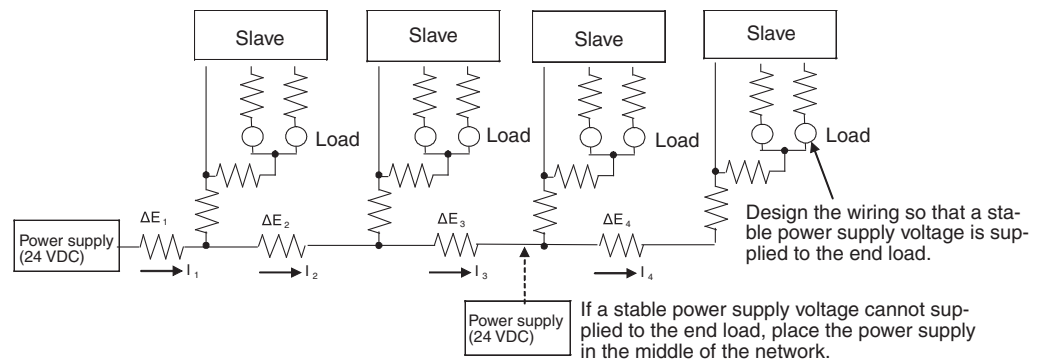 Slave
Slave
Slave
Slave
Load
Load
Load
Load
ΔE₁
ΔE₂
ΔE₃
ΔE₄
Power supply
(24 VDC)
I₁
I₂
I₃
I₄
Design the wiring so that a sta-
ble power supply voltage is sup-
plied to the end load.
Power supply
(24 VDC)
If a stable power supply voltage cannot sup-
plied to the end load, place the power supply
in the middle of the network.